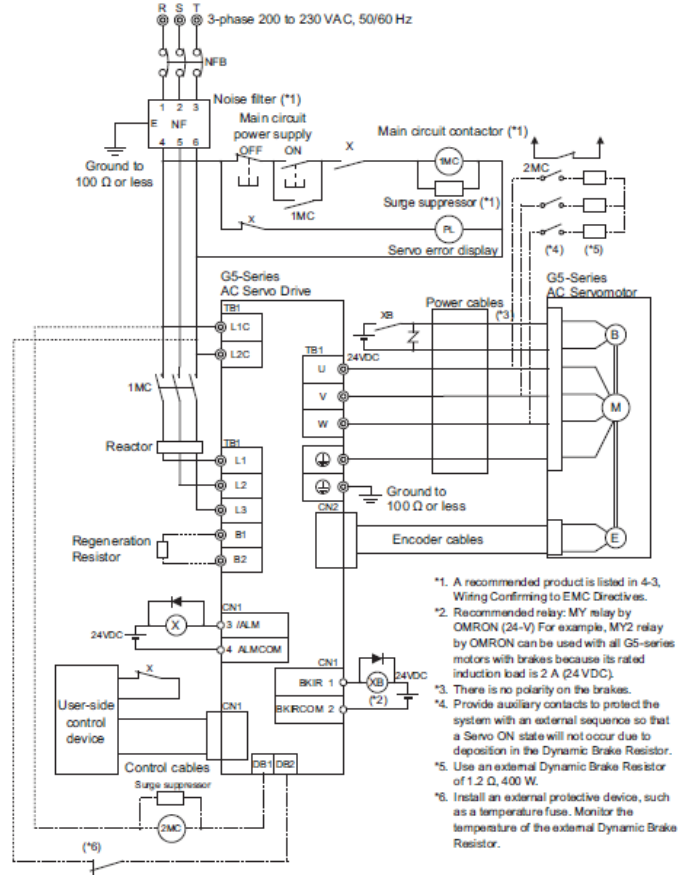 R S T
3-phase 200 to 230 VAC, 50/60 Hz
NFB
Noise filter (*1)
1 2 3
E NF
4 5 6
Ground to
100 Ω or less
Main circuit
power supply
OFF ON
X
Main circuit contactor (*1)
1MC
1MC
Surge suppressor (*1)
X
PL
Servo error display
2MC
(*4) (*5)
G5-Series
AC Servo Drive
TB1
L1C
L2C
1MC
Reactor
TB1
L1
L2
L3
B1
B2
Regeneration
Resistor
XB
24VDC
Power cables
(*3)
G5-Series
AC Servomotor
B
M
E
TB1
U
V
W
Ground to
100 Ω or less
CN2
Encoder cables
CN1
3 /ALM
4 ALMCOM
X
24VDC
CN1
BKIR 1
BKIRCOM 2
XB
24VDC
(*2)
X
User-side
control
device
CN1
Control cables
DB1 DB2
Surge suppressor
2MC
(*6)
*1. A recommended product is listed in 4-3,
Wiring Confirming to EMC Directives.
*2. Recommended relay: MY relay by
OMRON (24-V) For example, MY2 relay
by OMRON can be used with all G5-series
motors with brakes because its rated
induction load is 2 A (24 VDC).
*3. There is no polarity on the brakes.
*4. Provide auxiliary contacts to protect the
system with an external sequence so that
a Servo ON state will not occur due to
deposition in the Dynamic Brake Resistor.
*5. Use an external Dynamic Brake Resistor
of 1.2 Ω, 400 W.
*6. Install an external protective device, such
as a temperature fuse. Monitor the
temperature of the external Dynamic Brake
Resistor.